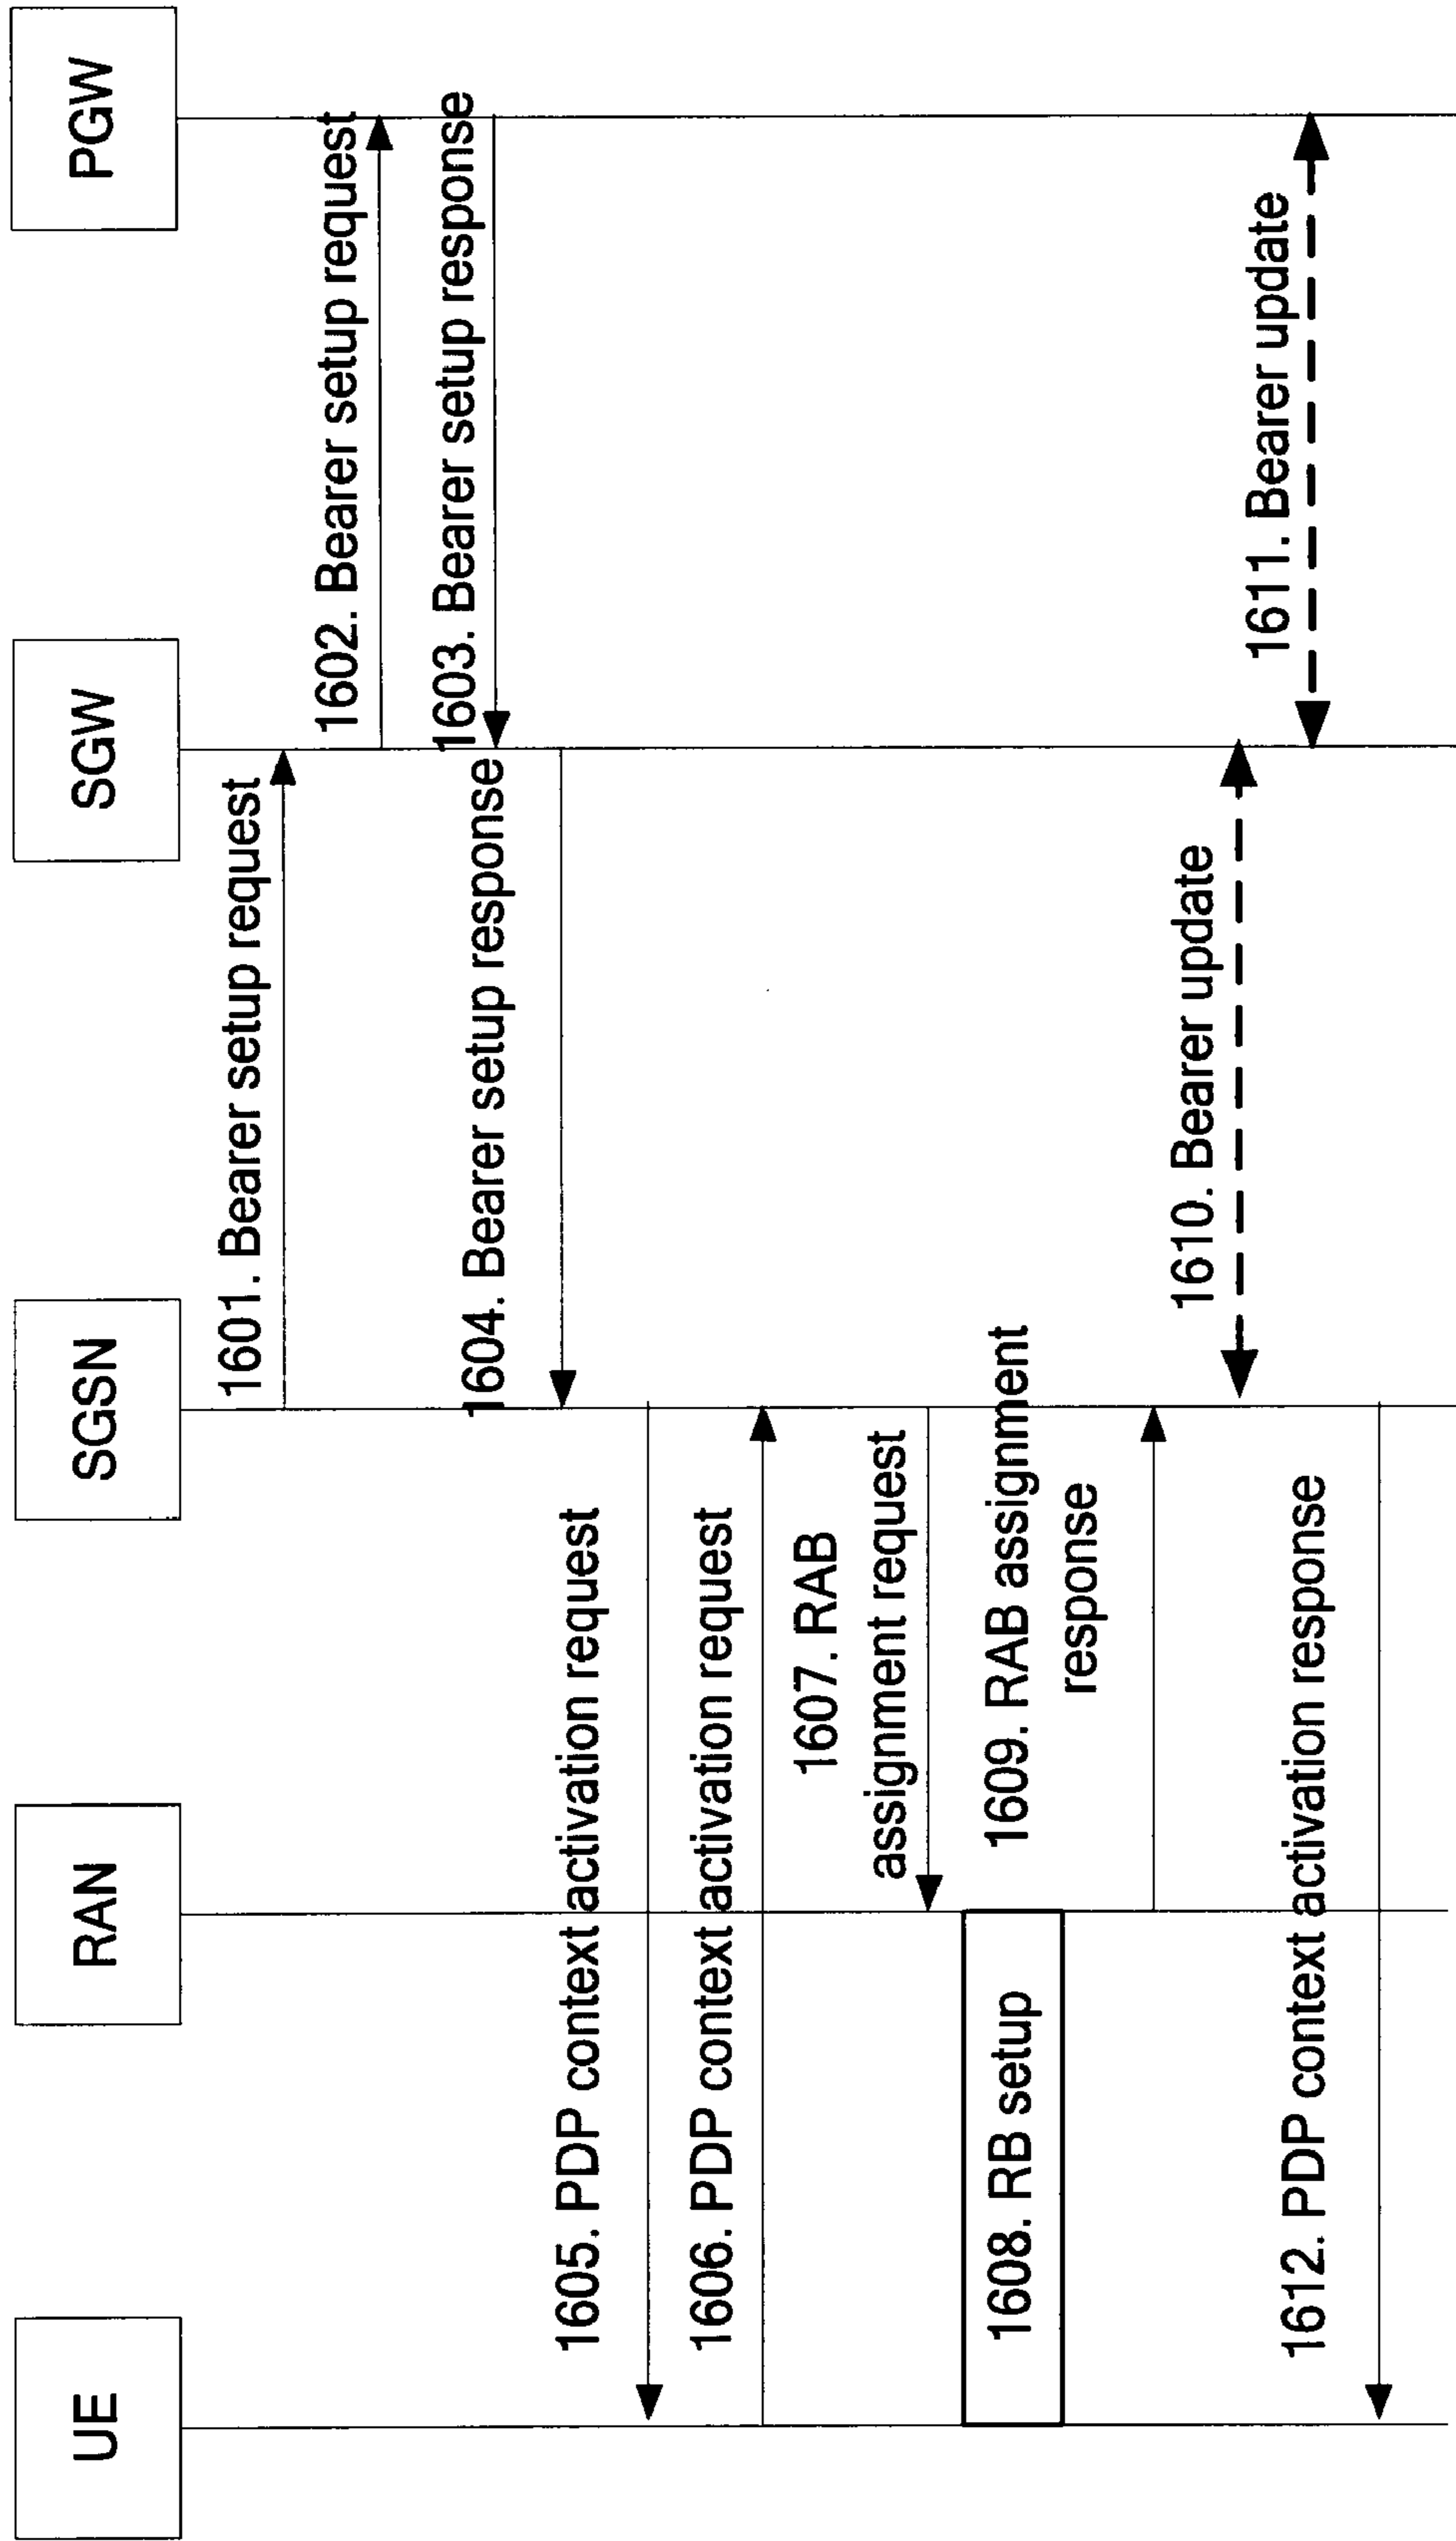 UE
RAN
SGSN
SGW
PGW
1601. Bearer setup request
1602. Bearer setup request
1603. Bearer setup response
1604. Bearer setup response
1605. PDP context activation request
1606. PDP context activation request
1607. RAB
assignment request
1608. RB setup
1609. RAB assignment
response
1610. Bearer update
1611. Bearer update
1612. PDP context activation response